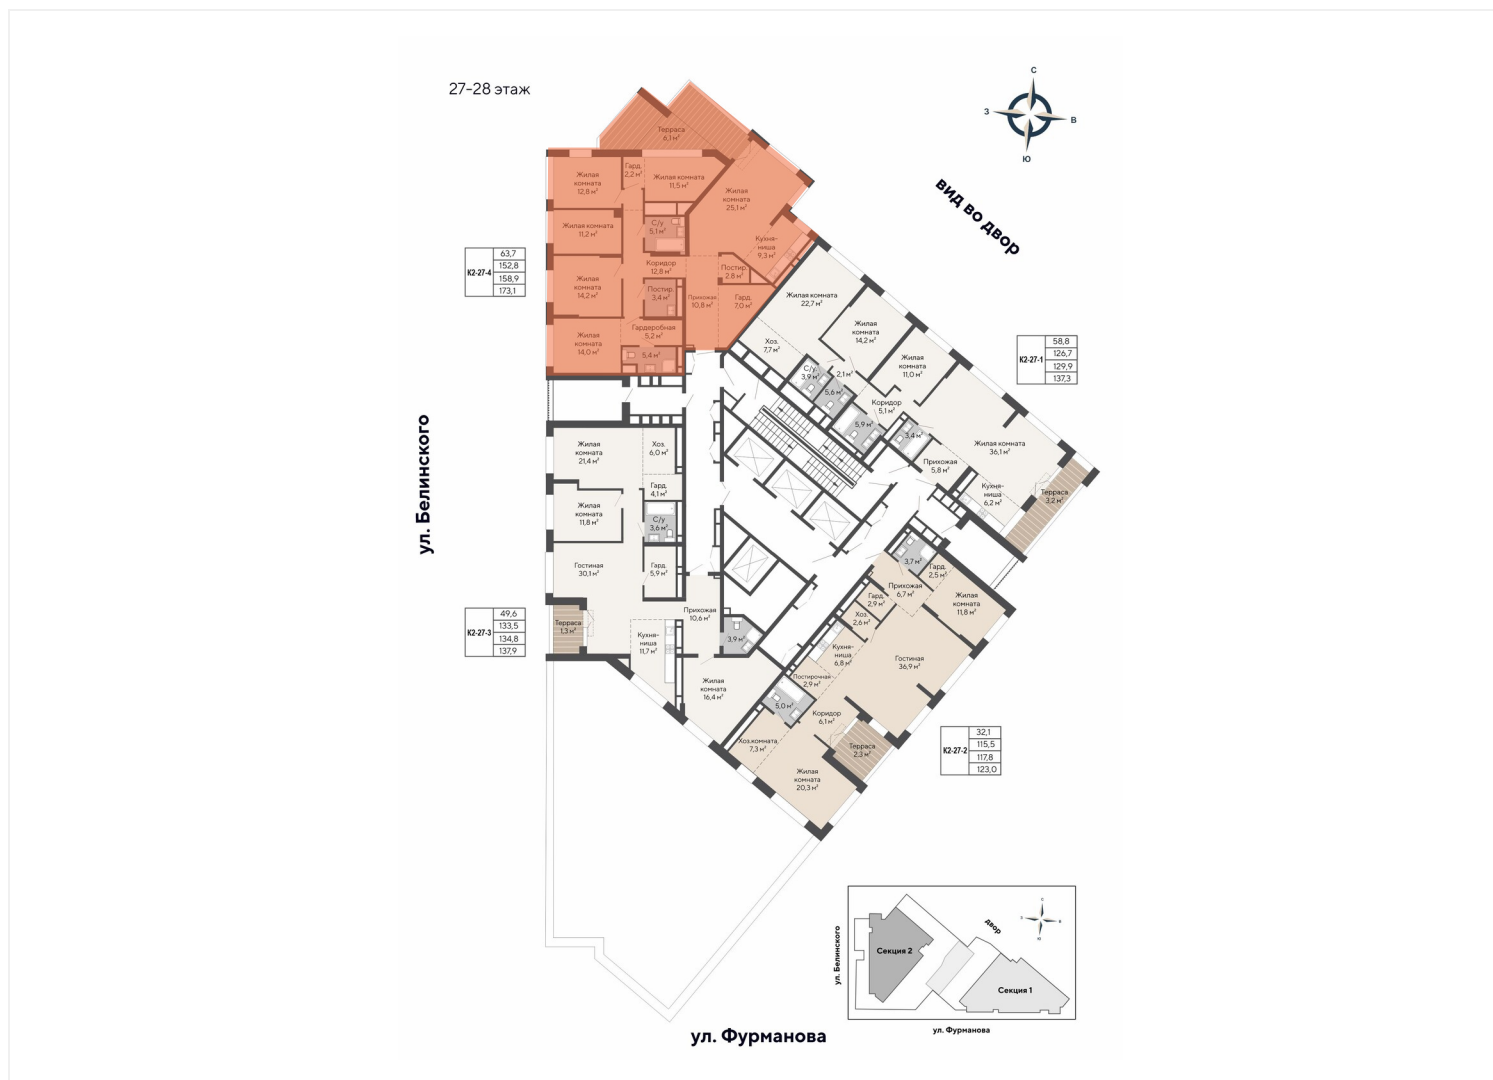 27-28 этаж
С
З
В
Ю
вид во двор
Терраса
6,1 м²
Жилая
комната
12,8 м²
Гард.
2,2 м²
Жилая комната
11,5 м²
Жилая
комната
25,1 м²
Жилая комната
11,2 м²
С/у
5,1 м²
Кухня-
ниша
9,3 м²
Коридор
12,8 м²
Постир.
2,8 м²
Жилая
комната
14,2 м²
Постир.
3,4 м²
Прихожая
10,8 м²
Гард.
7,0 м²
Жилая
комната
14,0 м²
Гардеробная
5,2 м²
5,4 м²
К2-27-4
63,7
152,8
158,9
173,1
Жилая комната
22,7 м²
Жилая
комната
14,2 м²
Хоз.
7,7 м²
Жилая
комната
11,0 м²
С/у
3,9 м²
2,1 м²
5,6 м²
Коридор
5,1 м²
5,9 м²
3,4 м²
Жилая комната
36,1 м²
Прихожая
5,8 м²
Кухня-
ниша
6,2 м²
Терраса
3,2 м²
К2-27-1
58,8
126,7
129,9
137,3
ул. Белинского
Жилая
комната
21,4 м²
Хоз.
6,0 м²
Гард.
4,1 м²
Жилая
комната
11,8 м²
С/у
3,6 м²
Гостиная
30,1 м²
Гард.
5,9 м²
Терраса
1,3 м²
Прихожая
10,6 м²
Кухня-
ниша
11,7 м²
3,9 м²
Жилая
комната
16,4 м²
К2-27-3
49,6
133,5
134,8
137,9
3,7 м²
Гард.
2,5 м²
Прихожая
6,7 м²
Гард.
2,9 м²
Жилая
комната
11,8 м²
Хоз.
2,6 м²
Кухня-
ниша
6,8 м²
Гостиная
36,9 м²
Постирочная
2,9 м²
5,0 м²
Коридор
6,1 м²
Хоз.комната
7,3 м²
Терраса
2,3 м²
Жилая
комната
20,3 м²
К2-27-2
32,1
115,5
117,8
123,0
ул. Белинского
Секция 2
двор
Секция 1
ул. Фурманова
ул. Фурманова